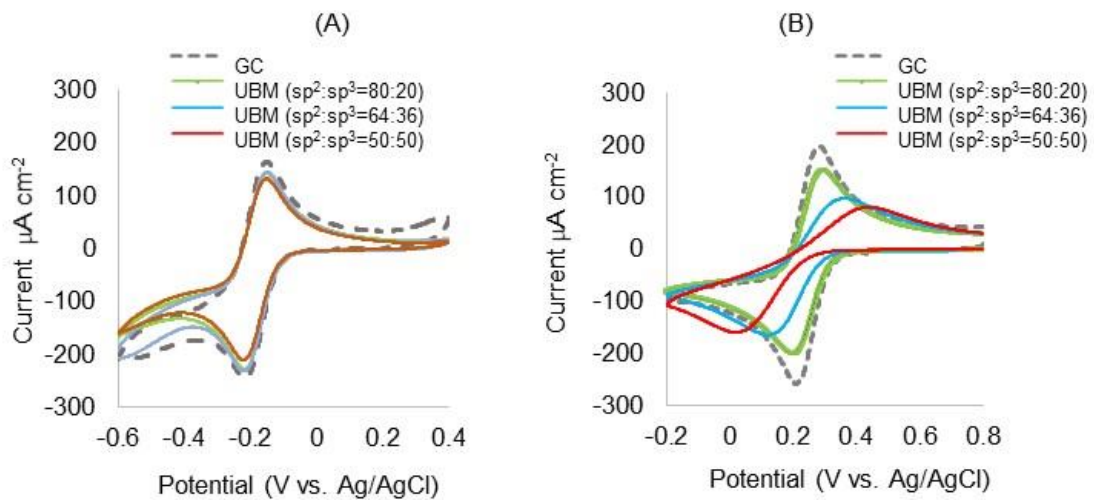 (A)
GC
UBM (sp²:sp³=80:20)
UBM (sp²:sp³=64:36)
UBM (sp²:sp³=50:50)
300
200
100
0
-100
-200
-300
Current μA cm⁻²
-0.6 -0.4 -0.2 0 0.2 0.4
Potential (V vs. Ag/AgCl)
(B)
GC
UBM (sp²:sp³=80:20)
UBM (sp²:sp³=64:36)
UBM (sp²:sp³=50:50)
300
200
100
0
-100
-200
-300
Current μA cm⁻²
-0.2 0 0.2 0.4 0.6 0.8
Potential (V vs. Ag/AgCl)